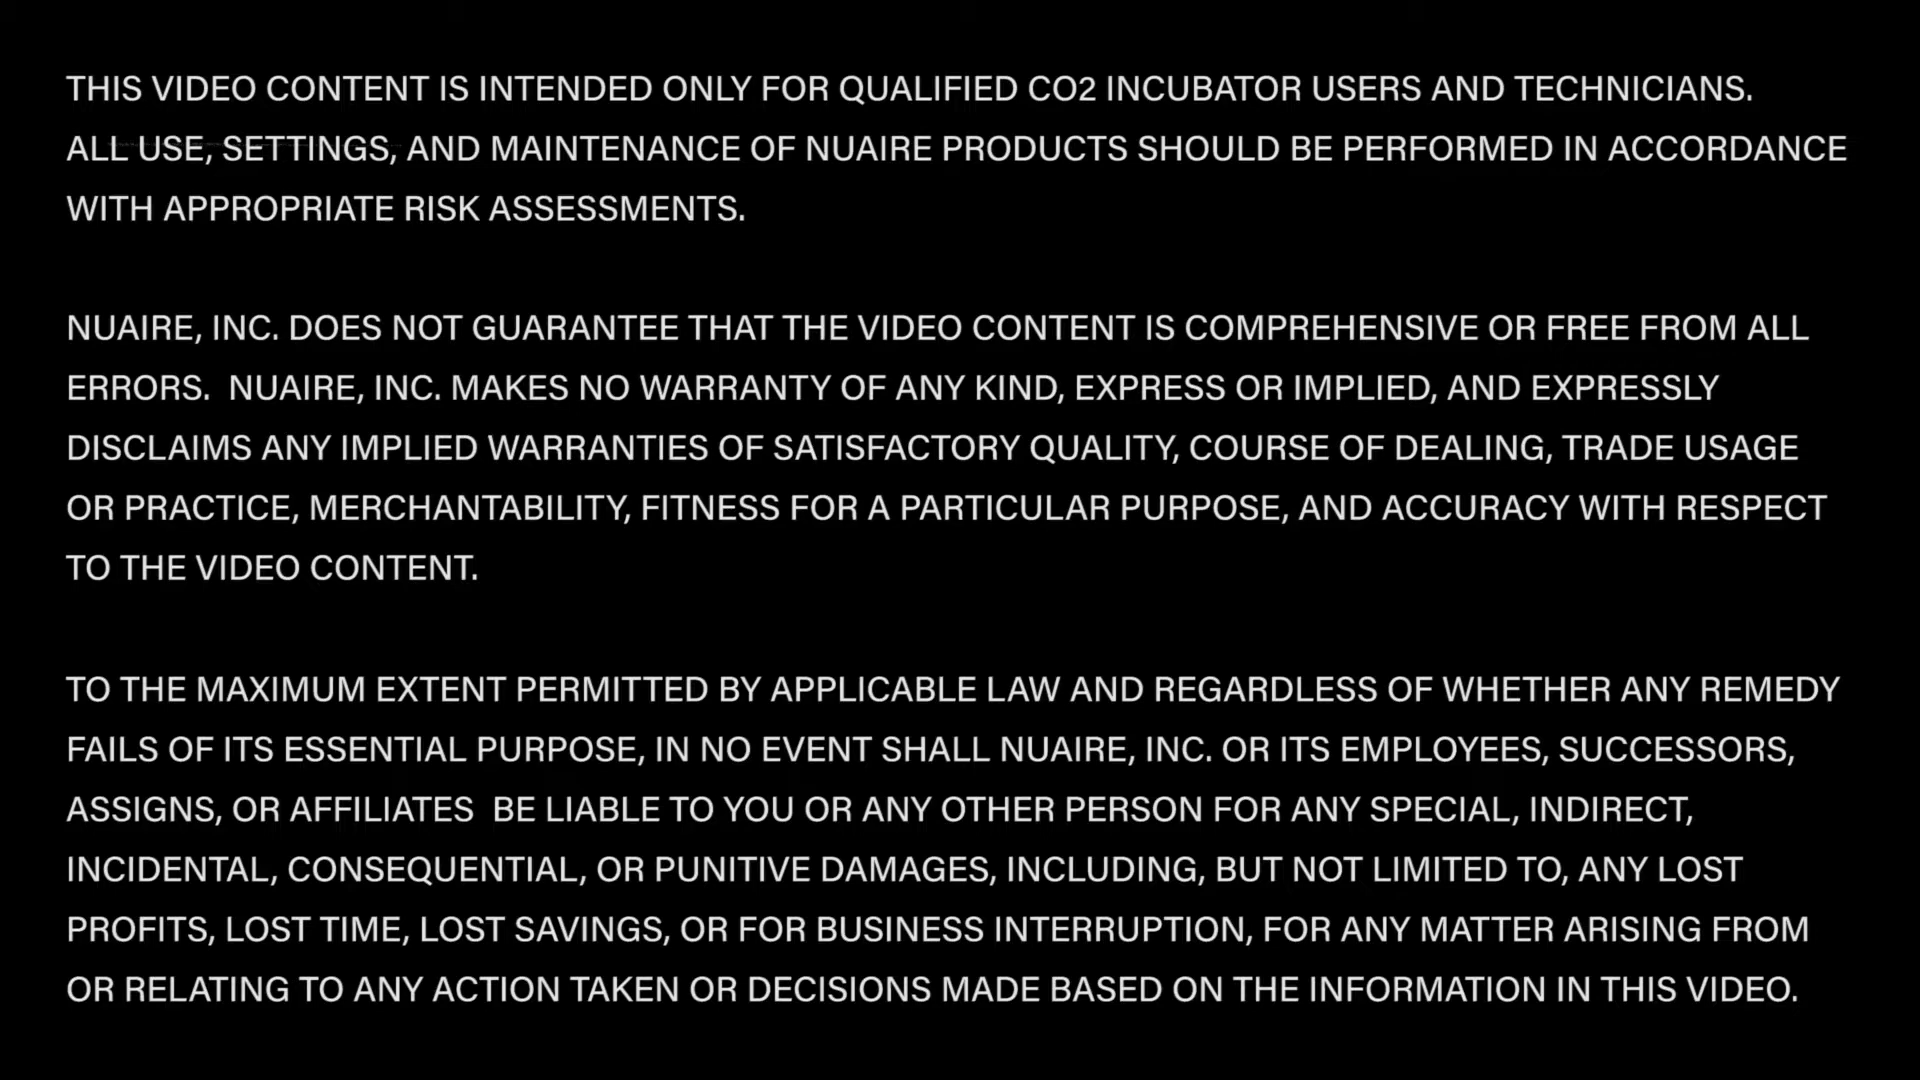 THIS VIDEO CONTENT IS INTENDED ONLY FOR QUALIFIED CO2 INCUBATOR USERS AND TECHNICIANS.
ALL USE, SETTINGS, AND MAINTENANCE OF NUAIRE PRODUCTS SHOULD BE PERFORMED IN ACCORDANCE
WITH APPROPRIATE RISK ASSESSMENTS.
NUAIRE, INC. DOES NOT GUARANTEE THAT THE VIDEO CONTENT IS COMPREHENSIVE OR FREE FROM ALL
ERRORS.  NUAIRE, INC. MAKES NO WARRANTY OF ANY KIND, EXPRESS OR IMPLIED, AND EXPRESSLY
DISCLAIMS ANY IMPLIED WARRANTIES OF SATISFACTORY QUALITY, COURSE OF DEALING, TRADE USAGE
OR PRACTICE, MERCHANTABILITY, FITNESS FOR A PARTICULAR PURPOSE, AND ACCURACY WITH RESPECT
TO THE VIDEO CONTENT.
TO THE MAXIMUM EXTENT PERMITTED BY APPLICABLE LAW AND REGARDLESS OF WHETHER ANY REMEDY
FAILS OF ITS ESSENTIAL PURPOSE, IN NO EVENT SHALL NUAIRE, INC. OR ITS EMPLOYEES, SUCCESSORS,
ASSIGNS, OR AFFILIATES  BE LIABLE TO YOU OR ANY OTHER PERSON FOR ANY SPECIAL, INDIRECT,
INCIDENTAL, CONSEQUENTIAL, OR PUNITIVE DAMAGES, INCLUDING, BUT NOT LIMITED TO, ANY LOST
PROFITS, LOST TIME, LOST SAVINGS, OR FOR BUSINESS INTERRUPTION, FOR ANY MATTER ARISING FROM
OR RELATING TO ANY ACTION TAKEN OR DECISIONS MADE BASED ON THE INFORMATION IN THIS VIDEO.